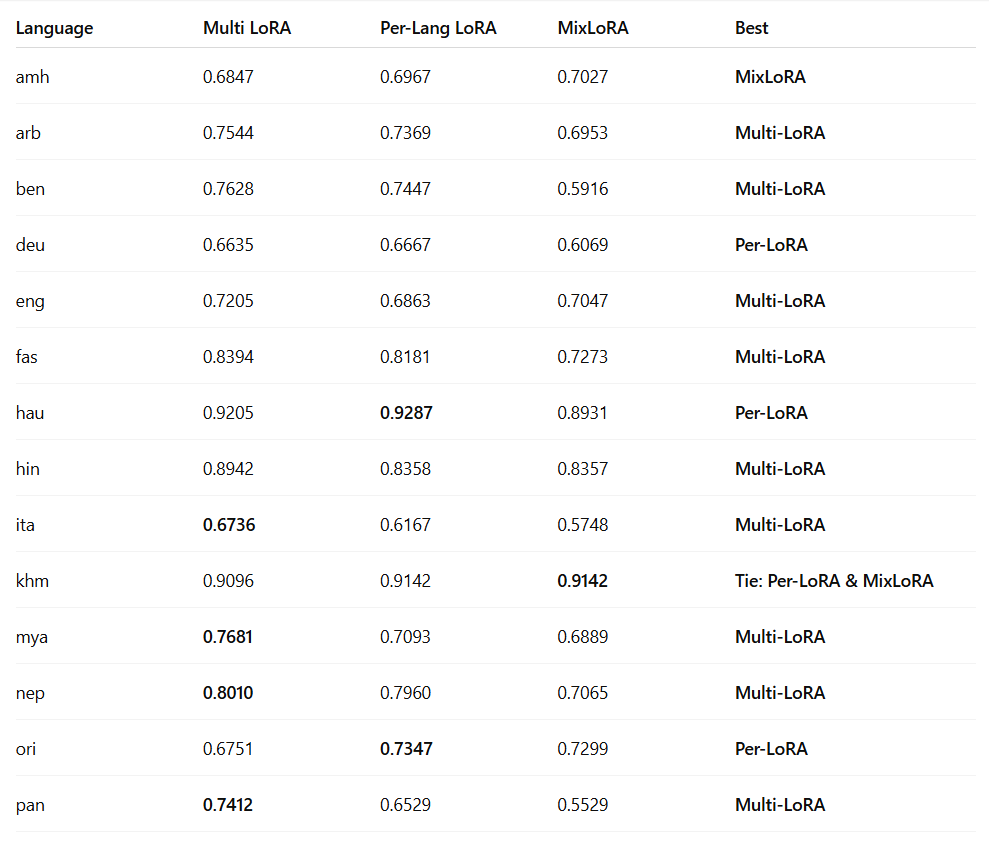 Language Multi LoRA Per-Lang LoRA MixLoRA Best
amh 0.6847 0.6967 0.7027 MixLoRA
arb 0.7544 0.7369 0.6953 Multi-LoRA
ben 0.7628 0.7447 0.5916 Multi-LoRA
deu 0.6635 0.6667 0.6069 Per-LoRA
eng 0.7205 0.6863 0.7047 Multi-LoRA
fas 0.8394 0.8181 0.7273 Multi-LoRA
hau 0.9205 0.9287 0.8931 Per-LoRA
hin 0.8942 0.8358 0.8357 Multi-LoRA
ita 0.6736 0.6167 0.5748 Multi-LoRA
khm 0.9096 0.9142 0.9142 Tie: Per-LoRA & MixLoRA
mya 0.7681 0.7093 0.6889 Multi-LoRA
nep 0.8010 0.7960 0.7065 Multi-LoRA
ori 0.6751 0.7347 0.7299 Per-LoRA
pan 0.7412 0.6529 0.5529 Multi-LoRA